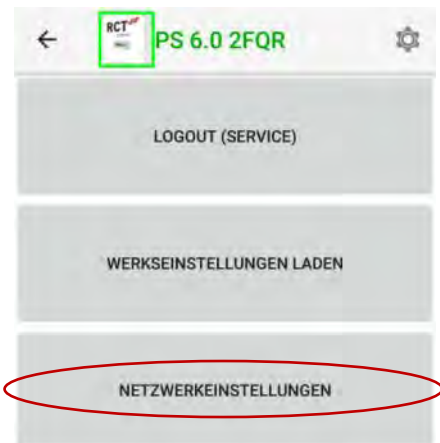 RCT
PS 6.0 2FQR
LOGOUT (SERVICE)
WERKSEINSTELLUNGEN LADEN
NETZWERKEINSTELLUNGEN